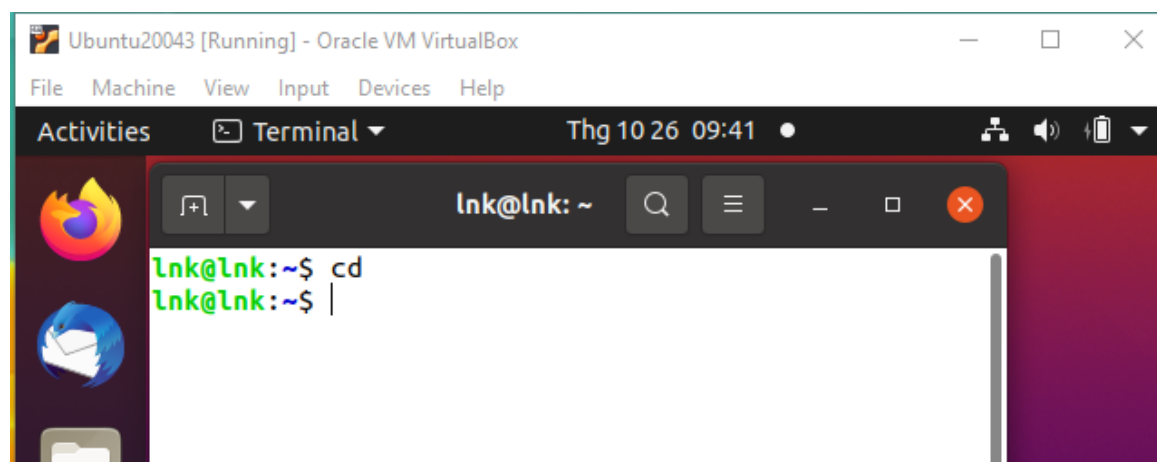 Ubuntu20043 [Running] - Oracle VM VirtualBox
File Machine View Input Devices Help
Activities Terminal Thg 10 26 09:41
lnk@lnk: ~
lnk@lnk:~$ cd
lnk@lnk:~$